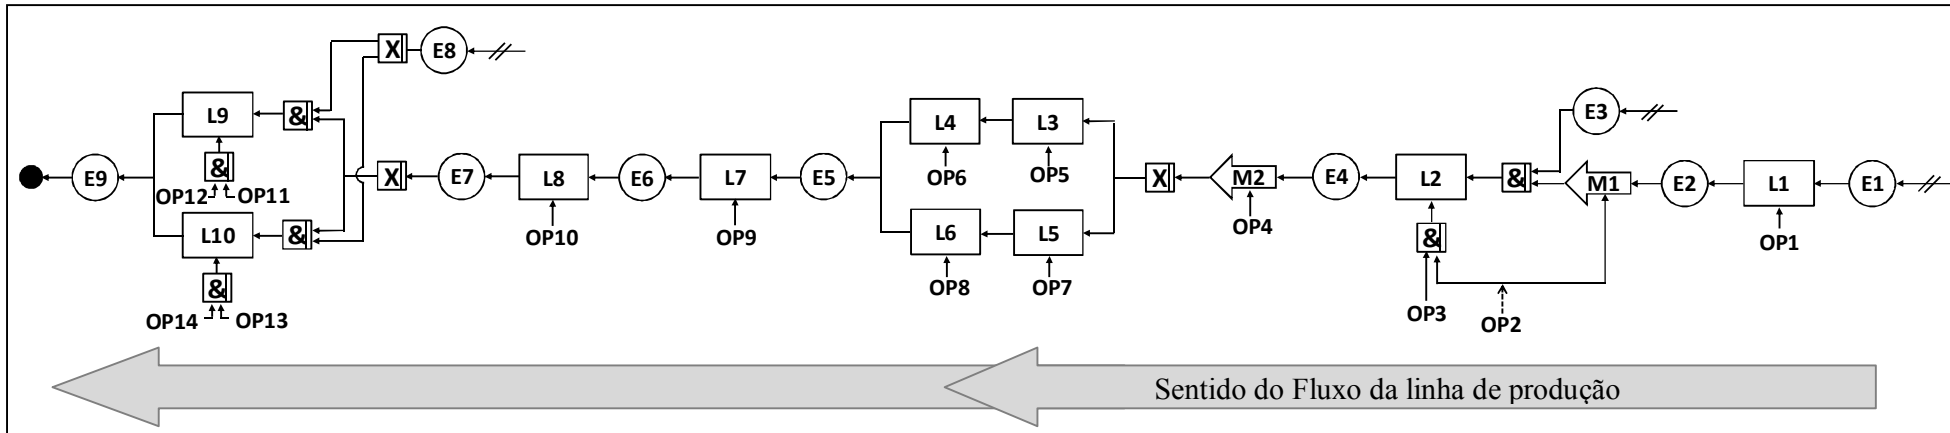 X E8
L9 & E3
L4 L3
& X E7 L8 E6 L7 E5 X M2 E4 L2 & M1 E2 L1 E1
E9
OP12 OP11 OP6 OP5
L10 & OP10 OP9 L6 L5 OP4 & OP1
& OP8 OP7
OP14 OP13 OP3 OP2
Sentido do Fluxo da linha de produção